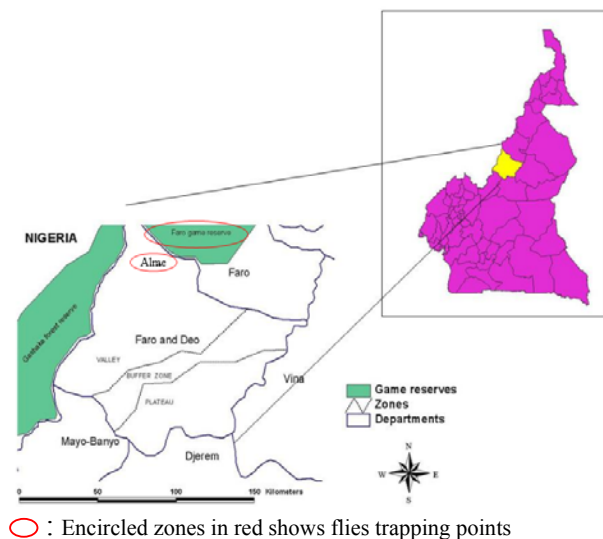 NIGERIA
Faro game reserve
Alme
Faro
Gashaka forest reserve
Faro and Deo
VALLEY
BUFFER ZONE
PLATEAU
Vina
Mayo-Banyo
Djerem
Game reserves
Zones
Departments
N
W E
S
0 50 100 150 Kilometers
: Encircled zones in red shows flies trapping points